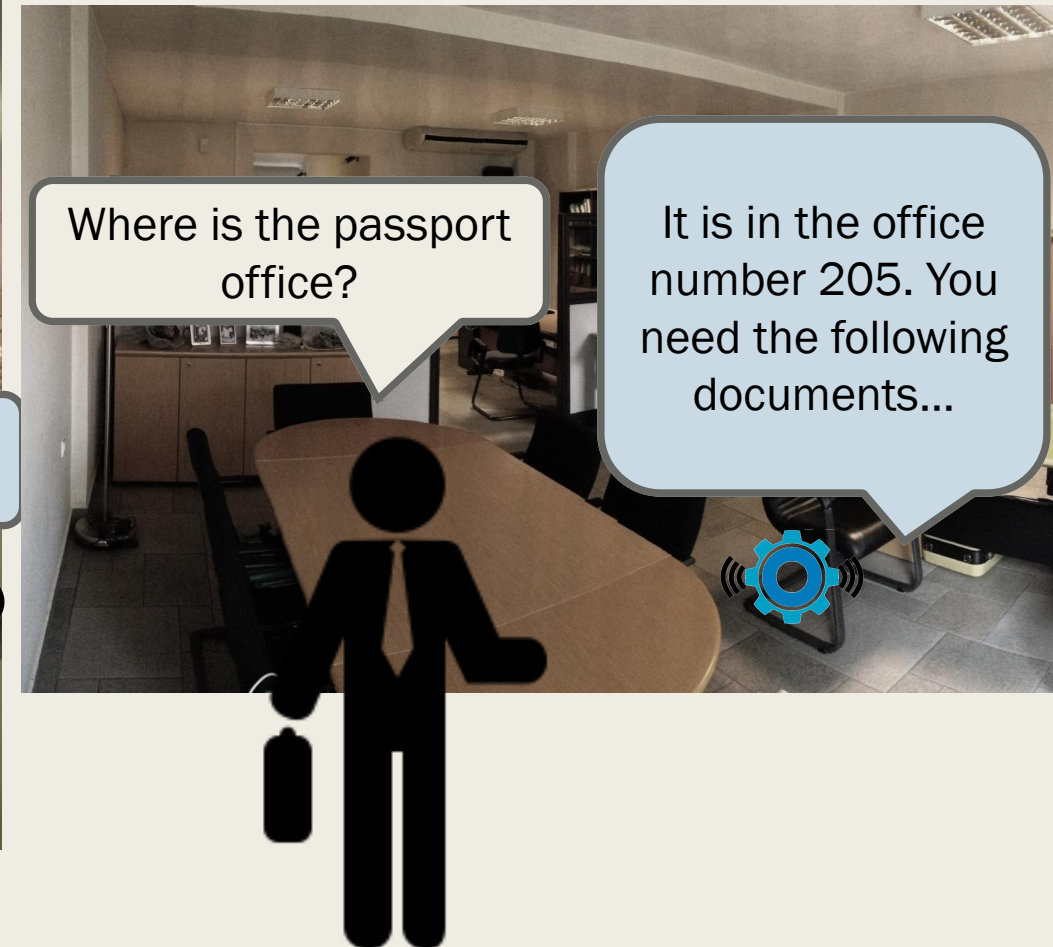 Where is the passport
office?
It is in the office
number 205. You
need the following
documents...